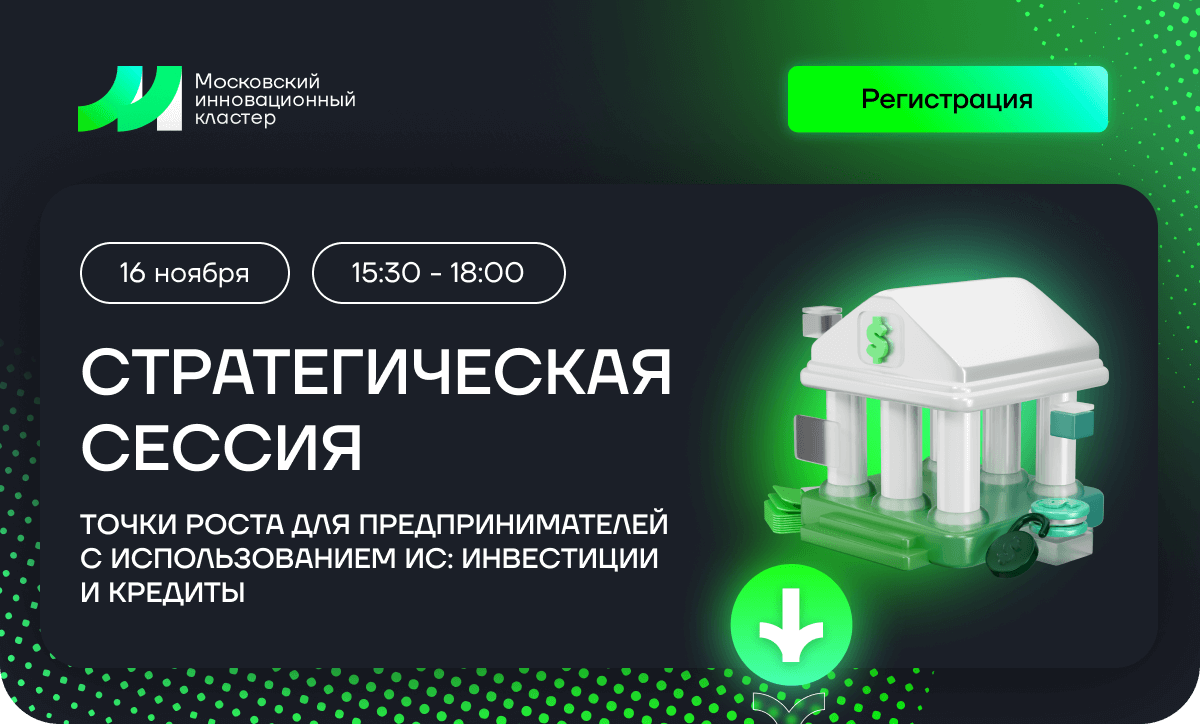 Московский
инновационный
кластер
Регистрация
16 ноября
15:30 - 18:00
СТРАТЕГИЧЕСКАЯ
СЕССИЯ
ТОЧКИ РОСТА ДЛЯ ПРЕДПРИНИМАТЕЛЕЙ
С ИСПОЛЬЗОВАНИЕМ ИС: ИНВЕСТИЦИИ
И КРЕДИТЫ
$